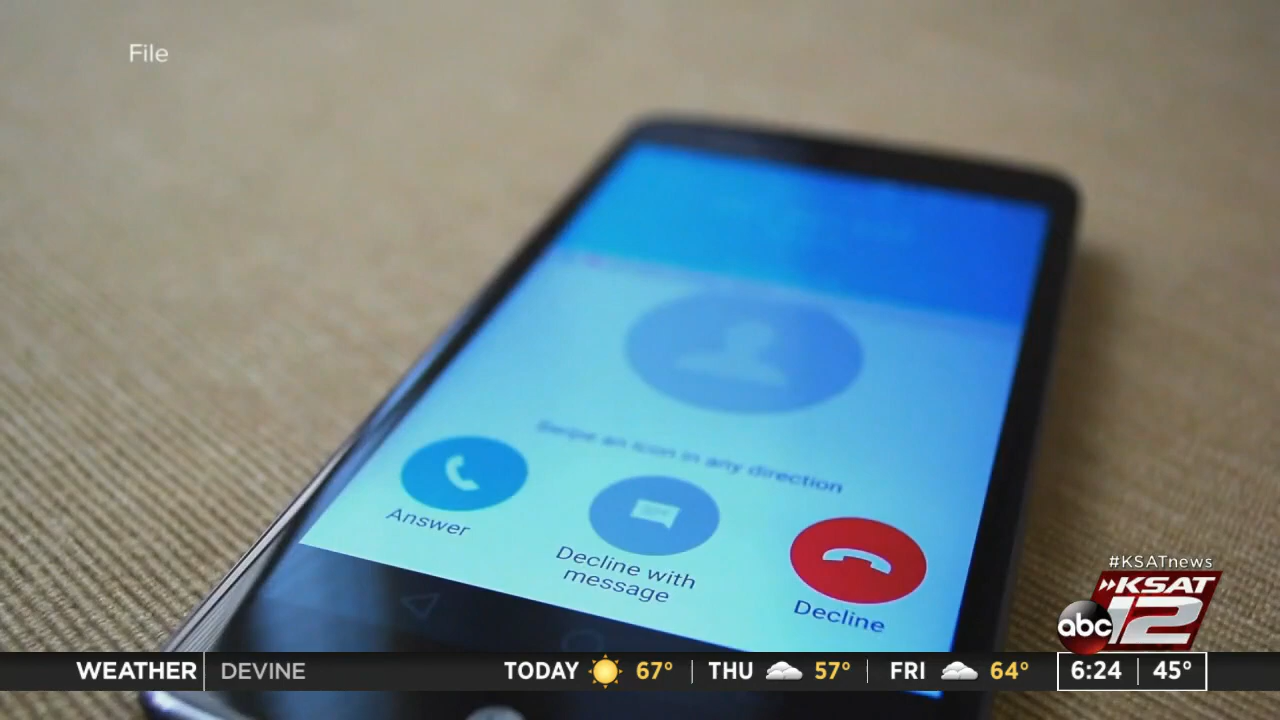 File
Swipe an icon in any direction
Answer
Decline with
message
Decline
#KSATnews
KSAT
abc 12
WEATHER DEVINE TODAY 67° THU 57° FRI 64° 6:24 45°